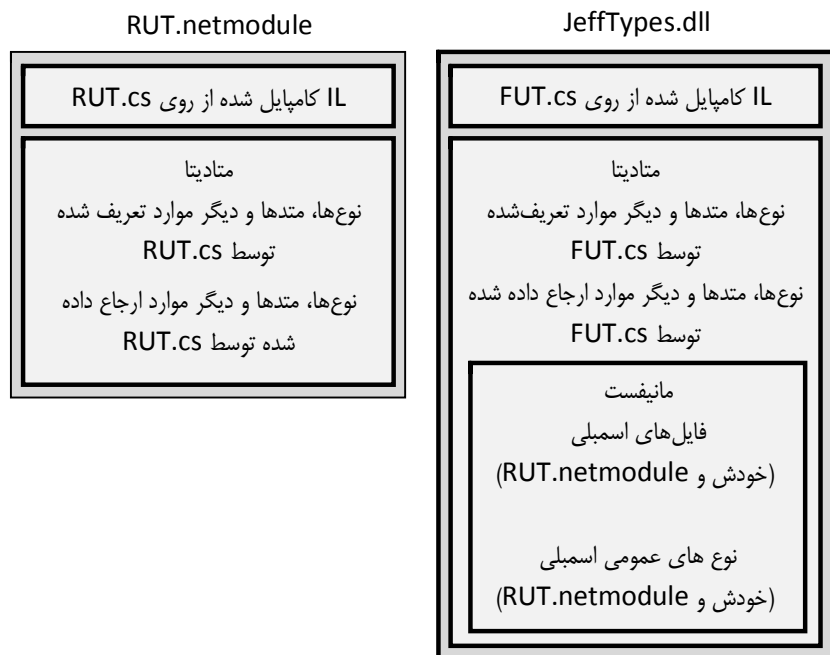 RUT.netmodule
IL کامپایل شده از روی RUT.cs
متادیتا
نوع‌ها، متدها و دیگر موارد تعریف شده
توسط RUT.cs
نوع‌ها، متدها و دیگر موارد ارجاع داده
شده توسط RUT.cs
JeffTypes.dll
IL کامپایل شده از روی FUT.cs
متادیتا
نوع‌ها، متدها و دیگر موارد تعریف‌شده
توسط FUT.cs
نوع‌ها، متدها و دیگر موارد ارجاع داده شده
توسط FUT.cs
مانیفست
فایل‌های اسمبلی
(خودش و RUT.netmodule)
نوع های عمومی اسمبلی
(خودش و RUT.netmodule)